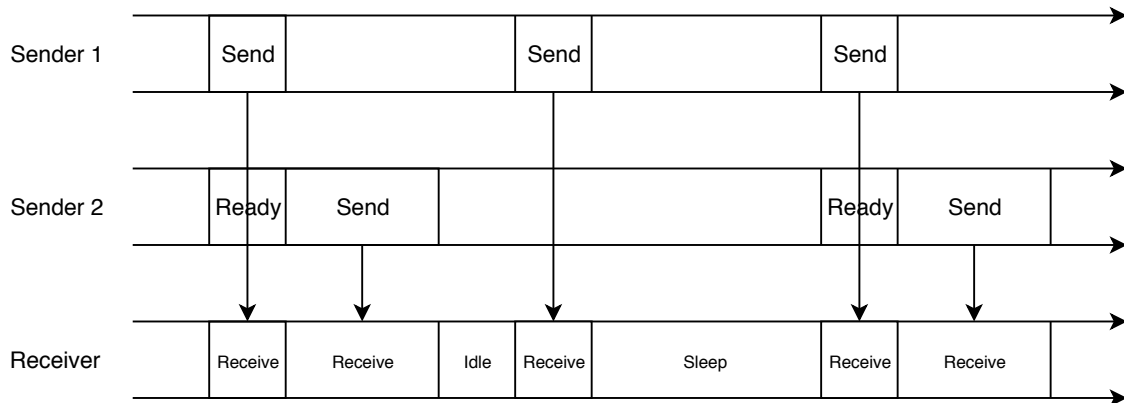 Sender 1
Send
Send
Send
Sender 2
Ready
Send
Ready
Send
Receiver
Receive
Receive
Idle
Receive
Sleep
Receive
Receive